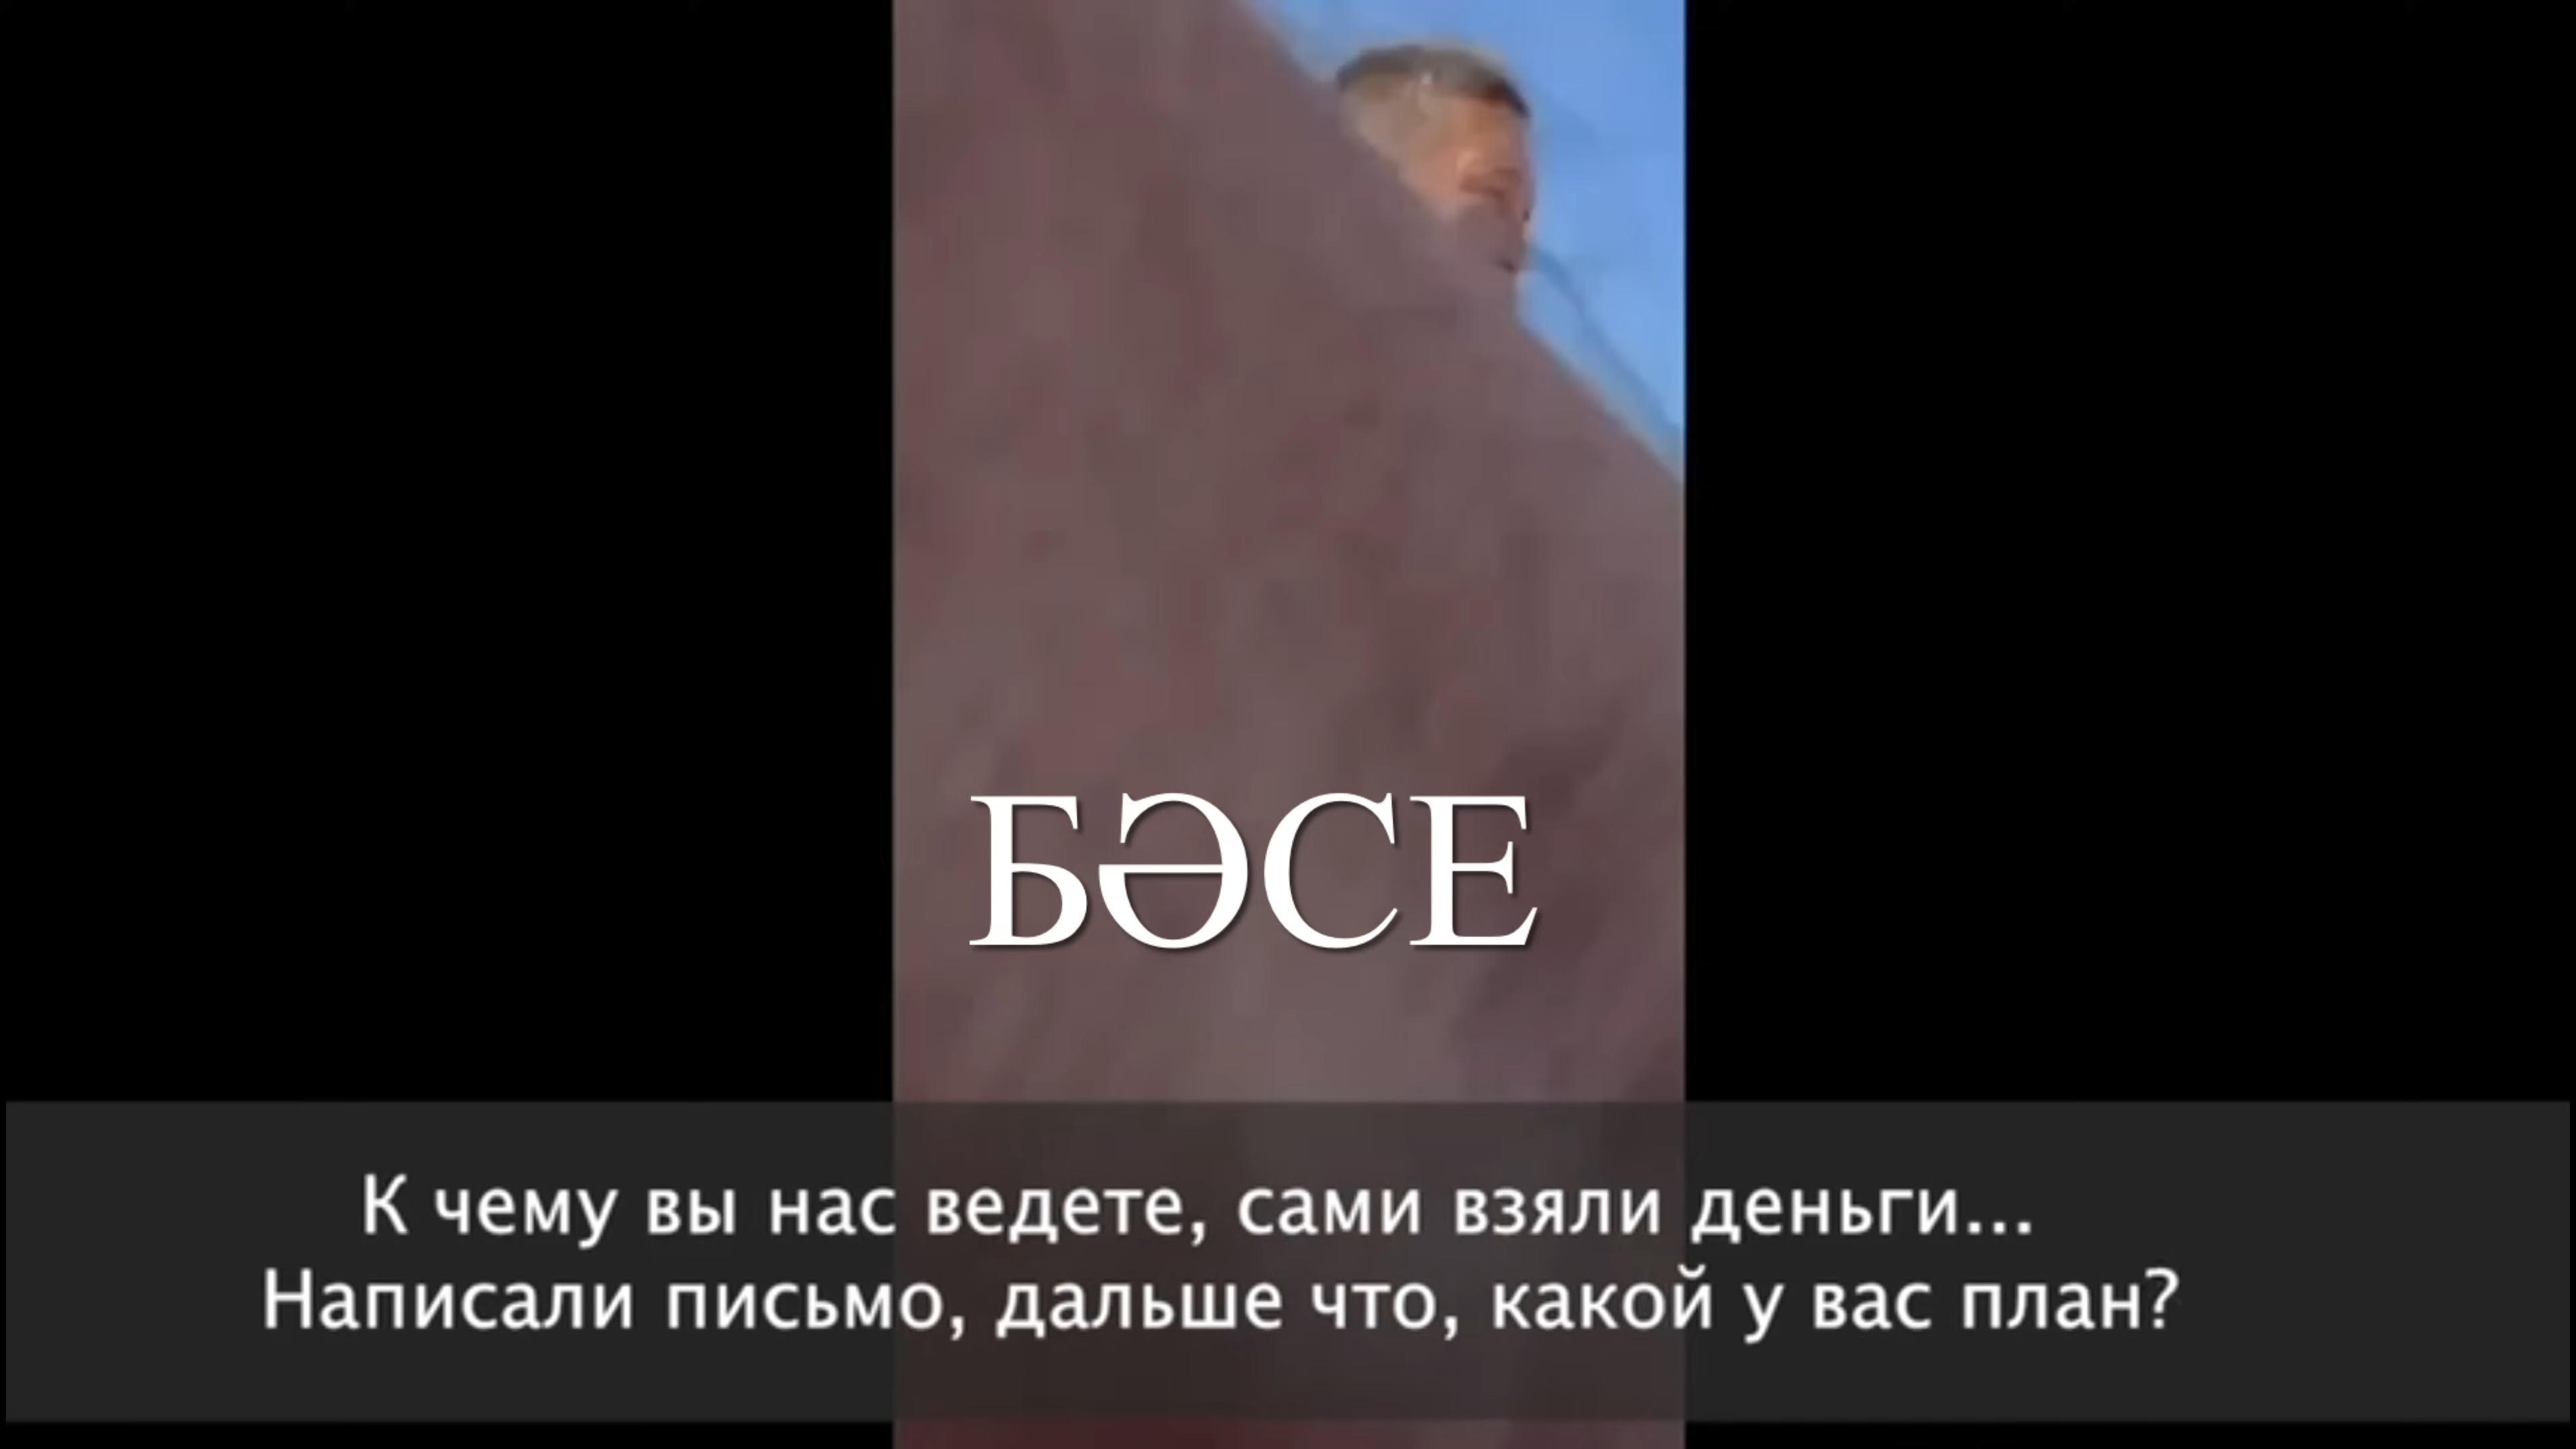 БӘСЕ
К чему вы нас ведете, сами взяли деньги...
Написали письмо, дальше что, какой у вас план?